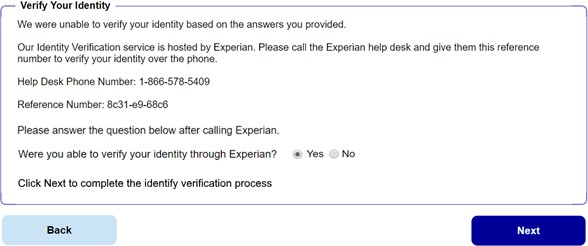 Verify Your Identity
We were unable to verify your identity based on the answers you provided.
Our Identity Verification service is hosted by Experian. Please call the Experian help desk and give them this reference
number to verify your identity over the phone.
Help Desk Phone Number: 1-866-578-5409
Reference Number: 8c31-e9-68c6
Please answer the question below after calling Experian.
Were you able to verify your identity through Experian? Yes No
Click Next to complete the identify verification process
Back Next